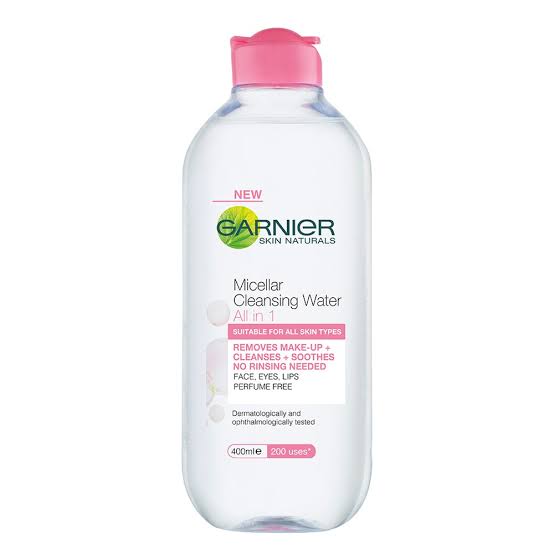 NEW
GARNIER
SKIN NATURALS
Micellar
Cleansing Water
All in 1
SUITABLE FOR ALL SKIN TYPES
REMOVES MAKE-UP +
CLEANSES + SOOTHES
NO RINSING NEEDED
FACE, EYES, LIPS
PERFUME FREE
Dermatologically and
ophthalmologically tested
400ml℮ 200 uses*